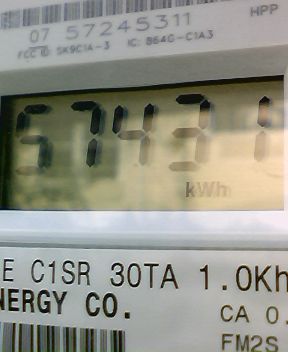 HPP
07 57245311
FCC ID: SK9C1A-3 IC: 864G-C1A3
57431
kWh
E C1SR 30TA 1.0Kh
NERGY CO.
CA 0.
FM2S